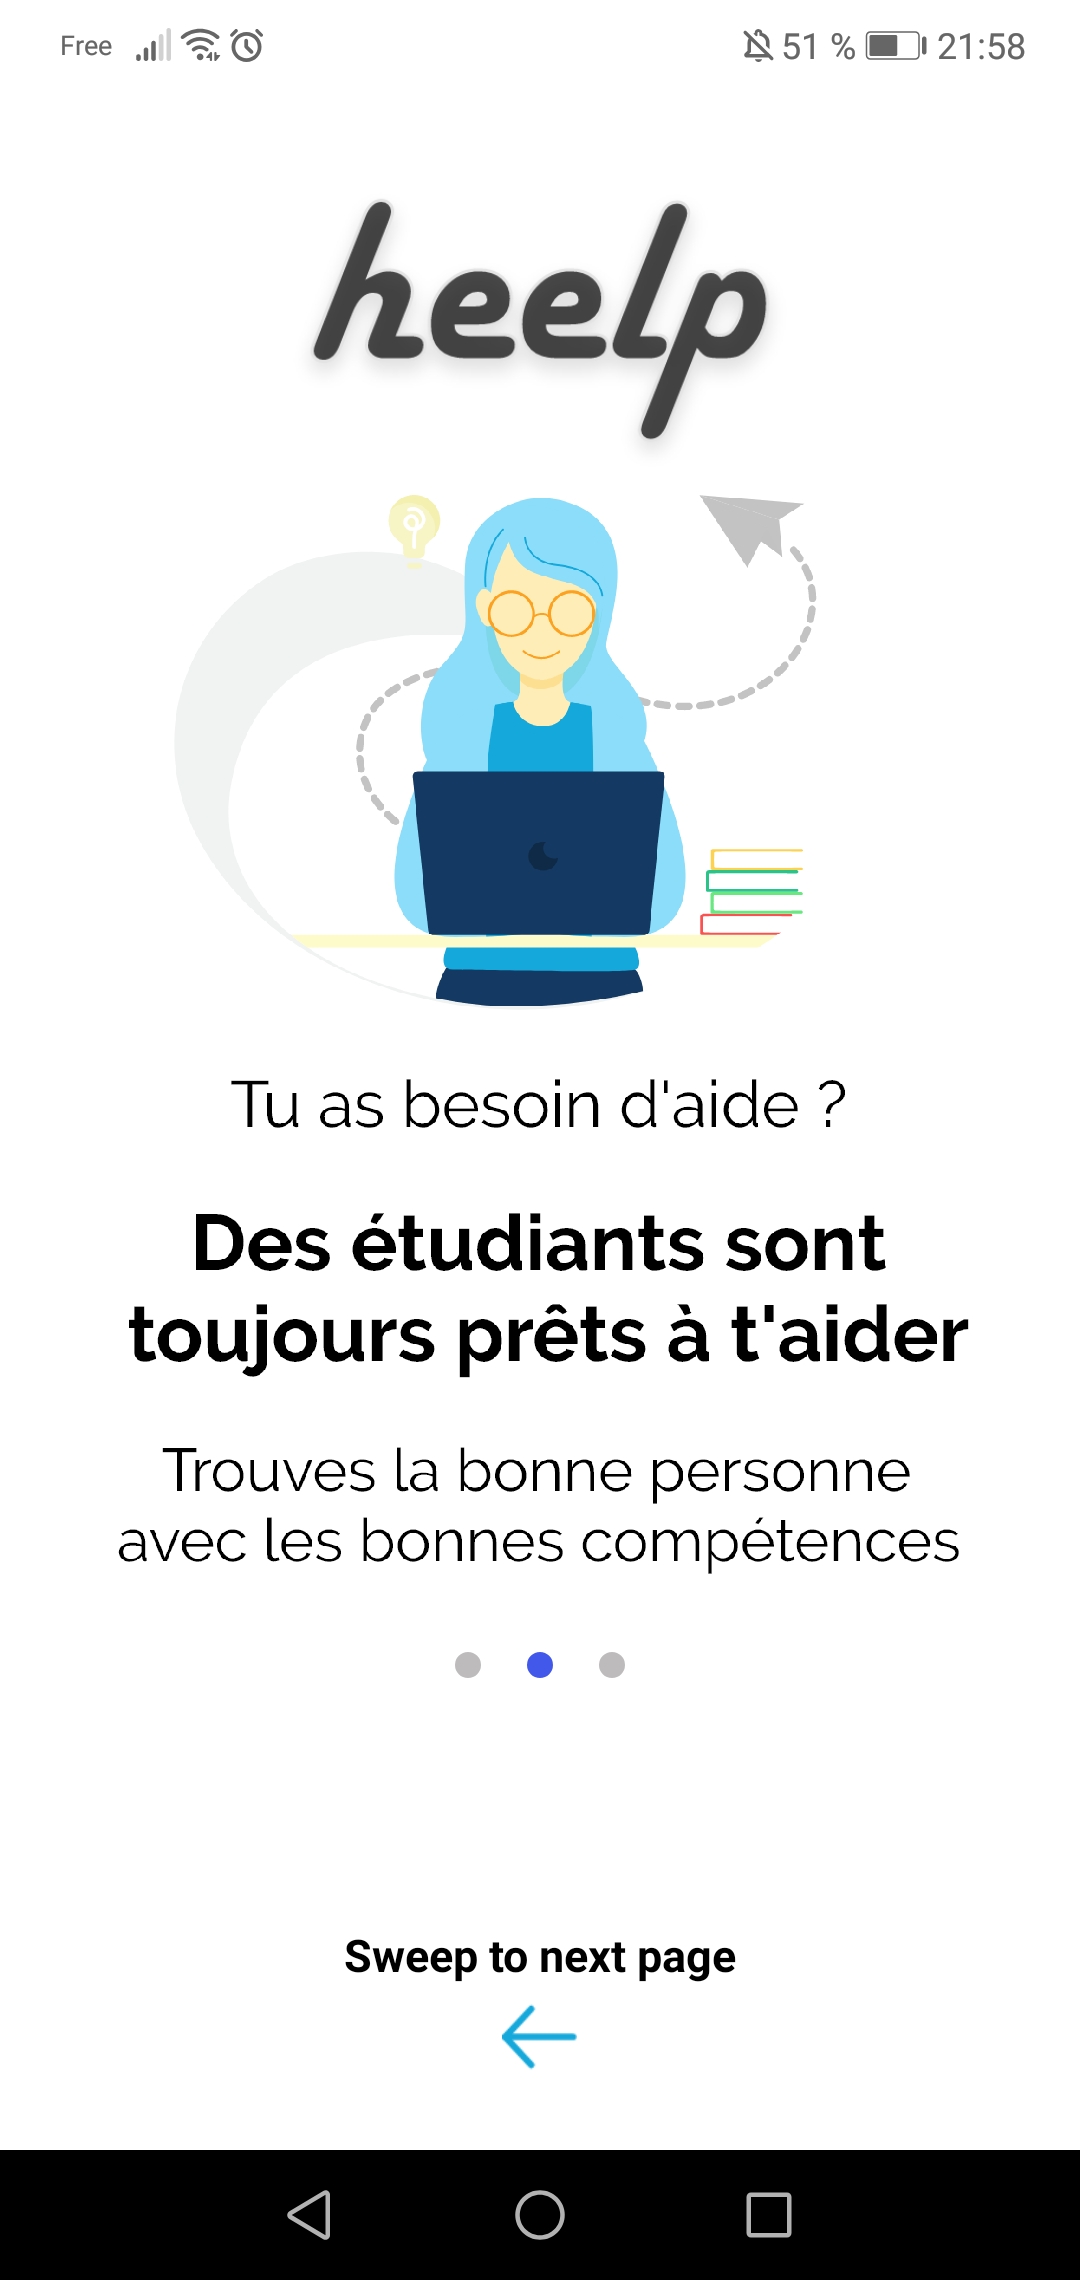 Free 51 % 21:58
heelp
Tu as besoin d'aide ?
Des étudiants sont
toujours prêts à t'aider
Trouves la bonne personne
avec les bonnes compétences
Sweep to next page